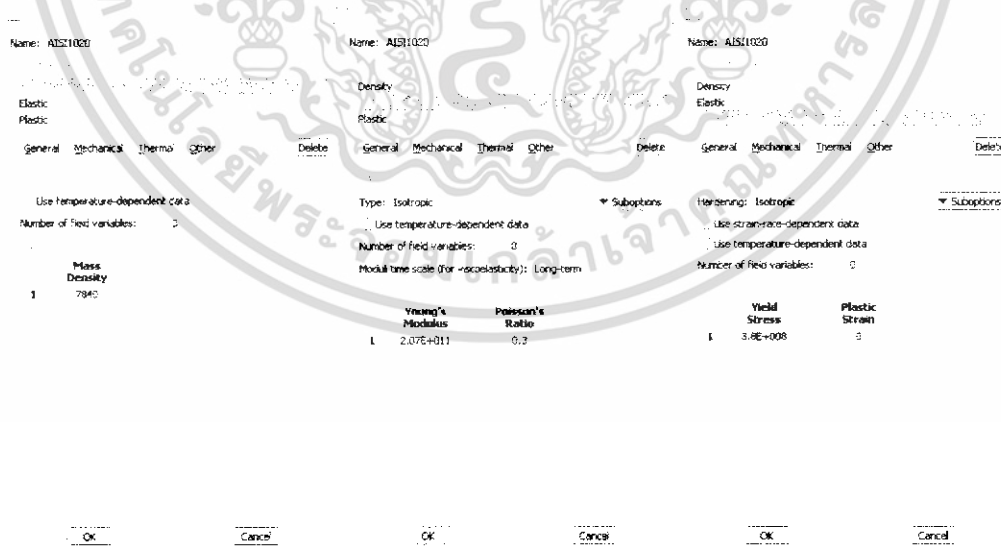 Name: AISI1020
Elastic
Plastic
General Mechanical Thermal Other Delete
Use temperature-dependent data
Number of field variables: 0
Mass
Density
1 7840
OK Cancel
Name: AISI1020
Density
Plastic
General Mechanical Thermal Other Delete
Type: Isotropic Suboptions
Use temperature-dependent data
Number of field variables: 0
Moduli time scale (for viscoelasticity): Long-term
Young's Poisson's
Modulus Ratio
1 2.07E+011 0.3
OK Cancel
Name: AISI1020
Density
Elastic
General Mechanical Thermal Other Delete
Hardening: Isotropic Suboptions
Use strain-rate-dependent data
Use temperature-dependent data
Number of field variables: 0
Yield Plastic
Stress Strain
1 3.8E+008 0
OK Cancel